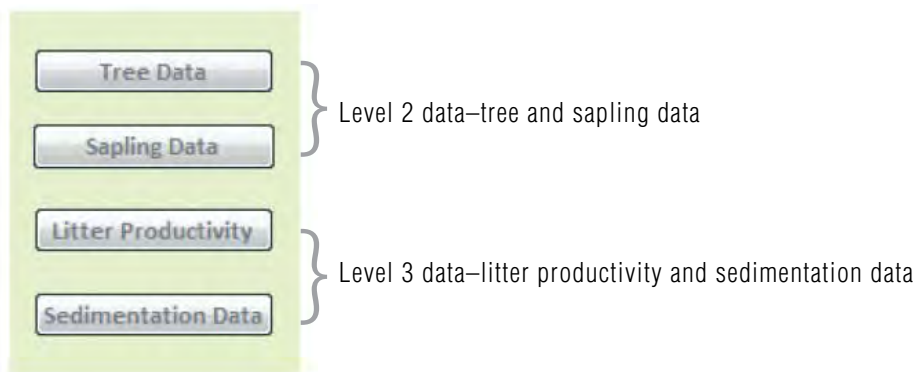 Tree Data
Level 2 data–tree and sapling data
Sapling Data
Litter Productivity
Level 3 data–litter productivity and sedimentation data
Sedimentation Data